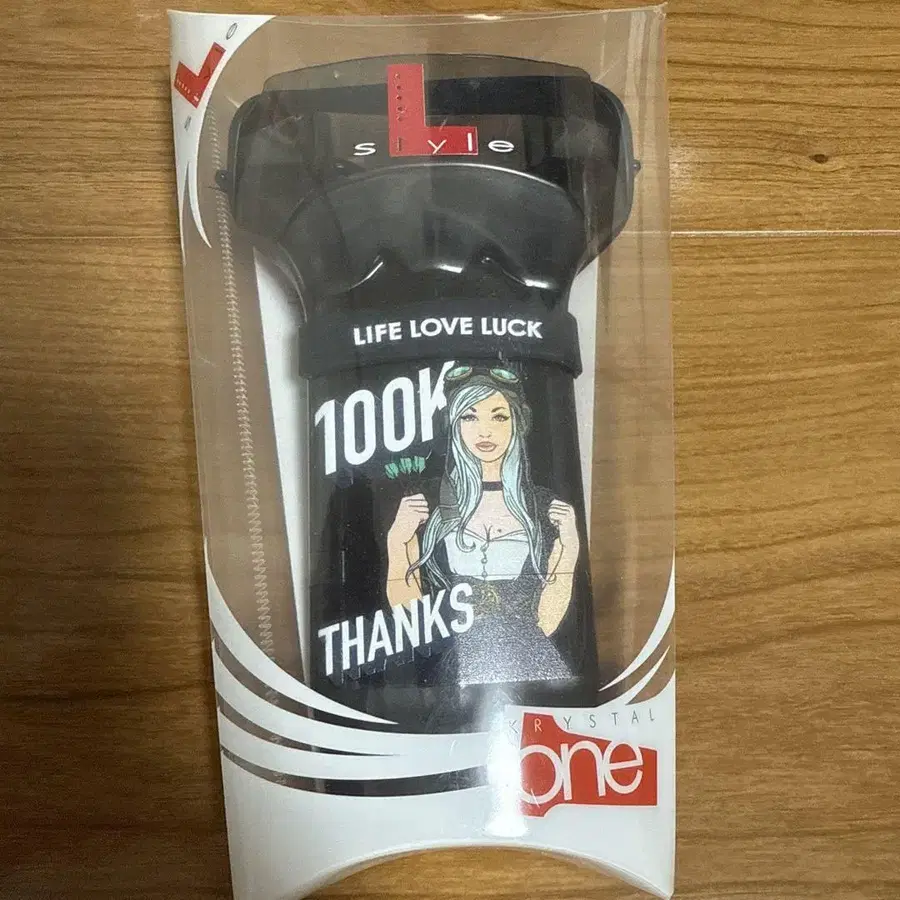 L style
LIFE LOVE LUCK
100K
THANKS
KRYSTAL
one